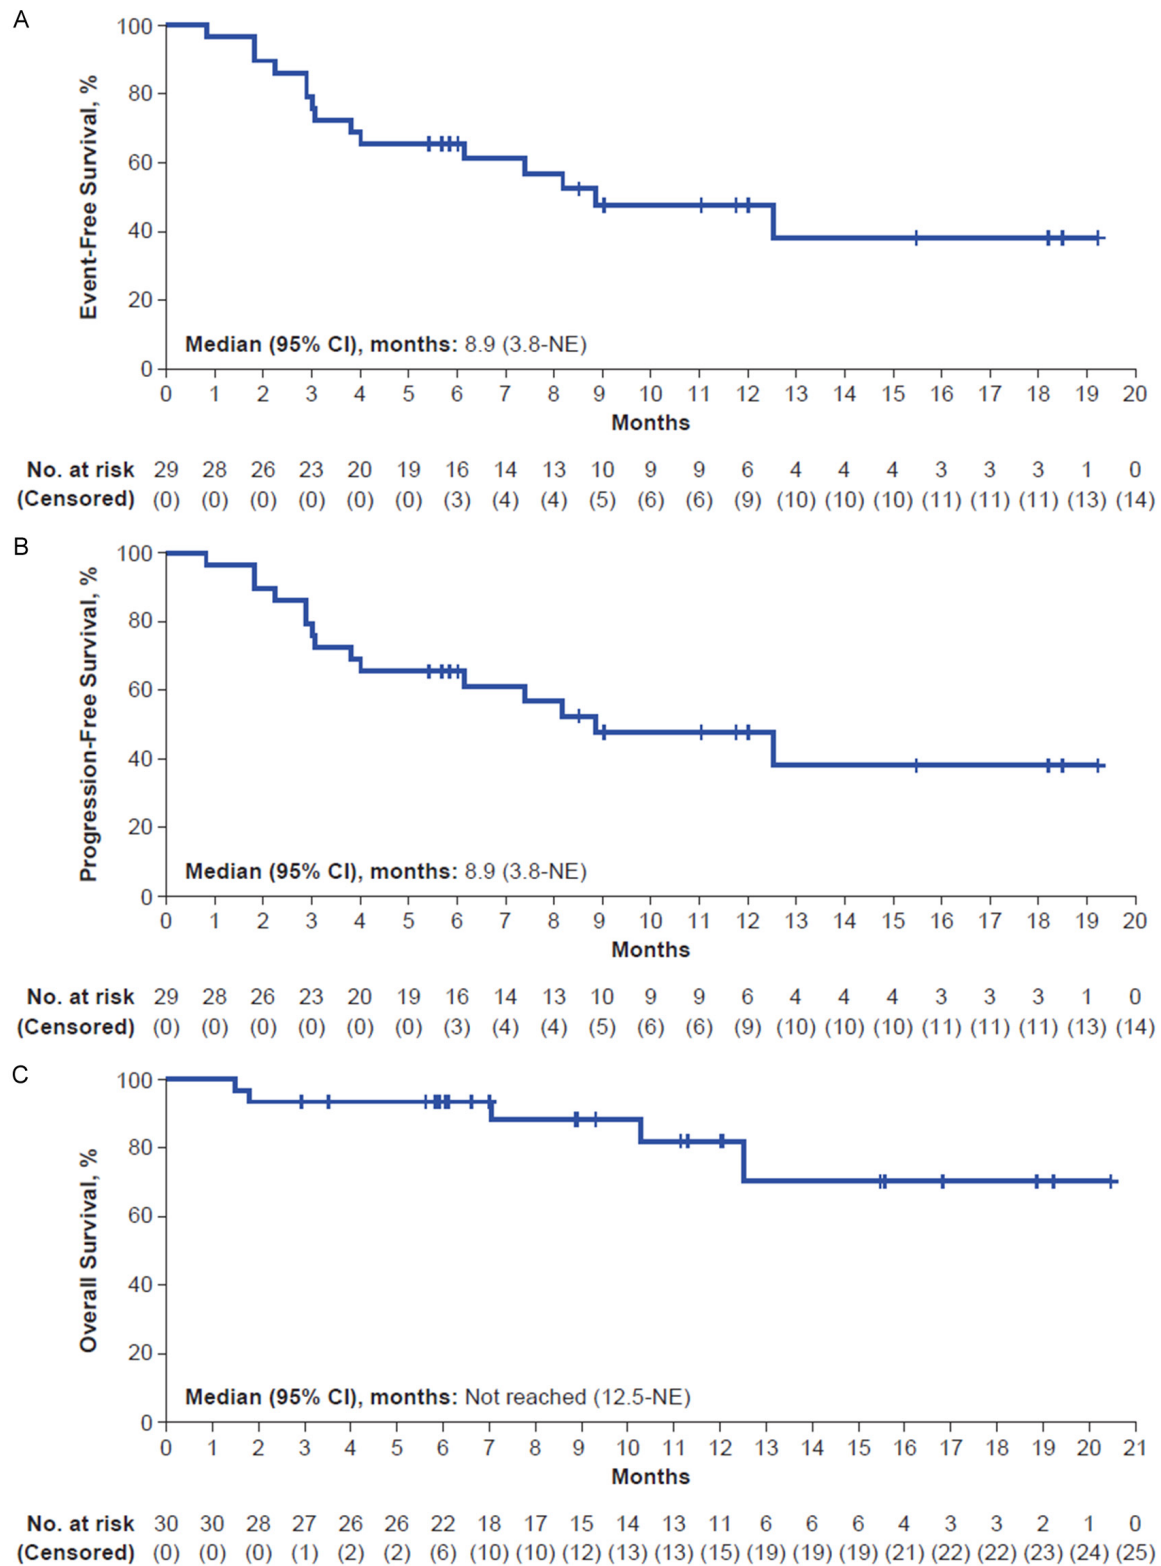 A
Event-Free Survival, %
100
80
60
40
20
0
Median (95% CI), months: 8.9 (3.8-NE)
0 1 2 3 4 5 6 7 8 9 10 11 12 13 14 15 16 17 18 19 20
Months
No. at risk 29 28 26 23 20 19 16 14 13 10 9 9 6 4 4 4 3 3 3 1 0
(Censored) (0) (0) (0) (0) (0) (0) (3) (4) (4) (5) (6) (6) (9) (10) (10) (10) (11) (11) (11) (13) (14)
B
Progression-Free Survival, %
100
80
60
40
20
0
Median (95% CI), months: 8.9 (3.8-NE)
0 1 2 3 4 5 6 7 8 9 10 11 12 13 14 15 16 17 18 19 20
Months
No. at risk 29 28 26 23 20 19 16 14 13 10 9 9 6 4 4 4 3 3 3 1 0
(Censored) (0) (0) (0) (0) (0) (0) (3) (4) (4) (5) (6) (6) (9) (10) (10) (10) (11) (11) (11) (13) (14)
C
Overall Survival, %
100
80
60
40
20
0
Median (95% CI), months: Not reached (12.5-NE)
0 1 2 3 4 5 6 7 8 9 10 11 12 13 14 15 16 17 18 19 20 21
Months
No. at risk 30 30 28 27 26 26 22 18 17 15 14 13 11 6 6 6 4 3 3 2 1 0
(Censored) (0) (0) (0) (1) (2) (2) (6) (10) (10) (12) (13) (13) (15) (19) (19) (19) (21) (22) (22) (23) (24) (25)